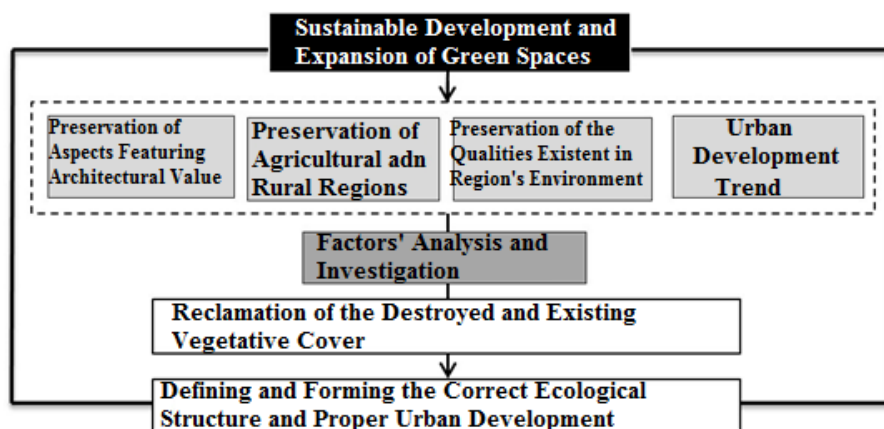 Sustainable Development and
Expansion of Green Spaces
Preservation of
Aspects Featuring
Architectural Value
Preservation of
Agricultural adn
Rural Regions
Preservation of the
Qualities Existent in
Region's Environment
Urban
Development
Trend
Factors' Analysis and
Investigation
Reclamation of the Destroyed and Existing
Vegetative Cover
Defining and Forming the Correct Ecological
Structure and Proper Urban Development